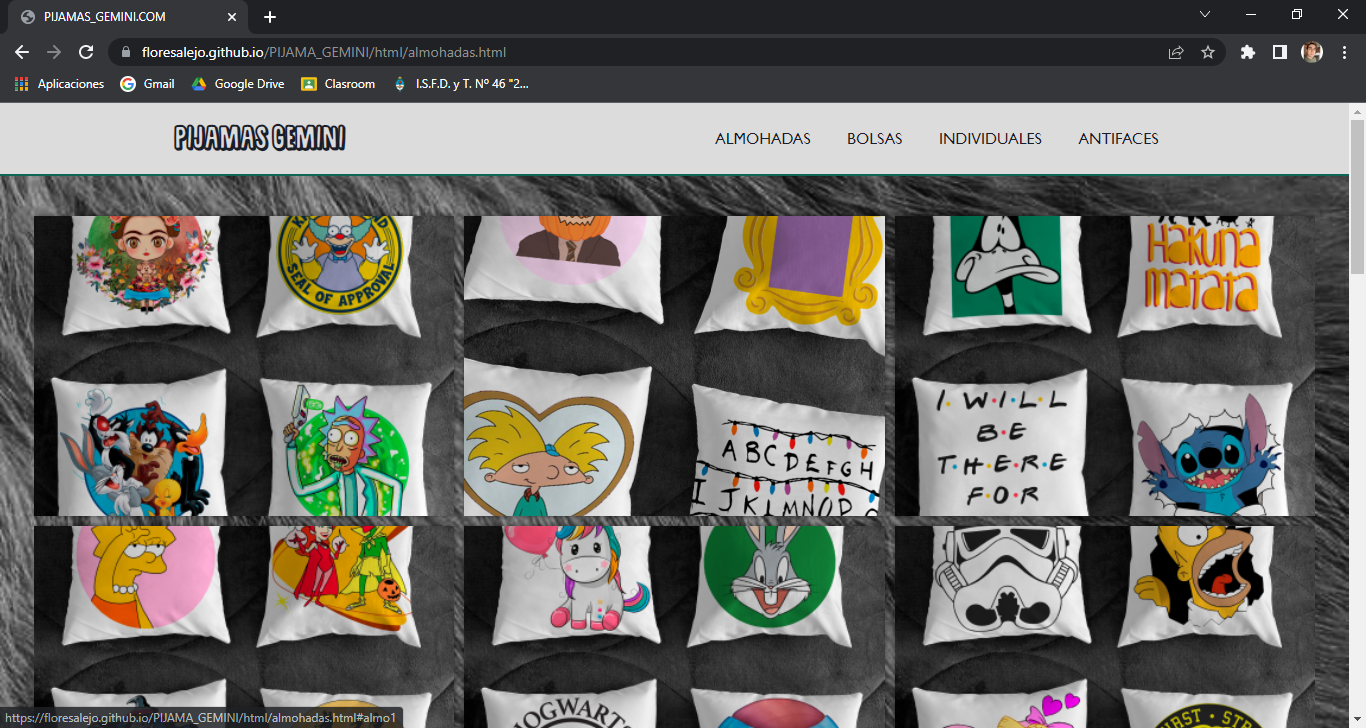 PIJAMAS_GEMINI.COM
floresalejo.github.io/PIJAMA_GEMINI/html/almohadas.html
Aplicaciones Gmail Google Drive Clasroom I.S.F.D. y T. Nº 46 "2...
PIJAMAS GEMINI ALMOHADAS BOLSAS INDIVIDUALES ANTIFACES
SEAL OF APPROVAL
HAKUNA
matata
A B C D E F G H
I J K L M N O P
I·W·I·L·L
B·E
T·H·E·R·E
F·O·R
HOGWARTS
https://floresalejo.github.io/PIJAMA_GEMINI/html/almohadas.html#almo1